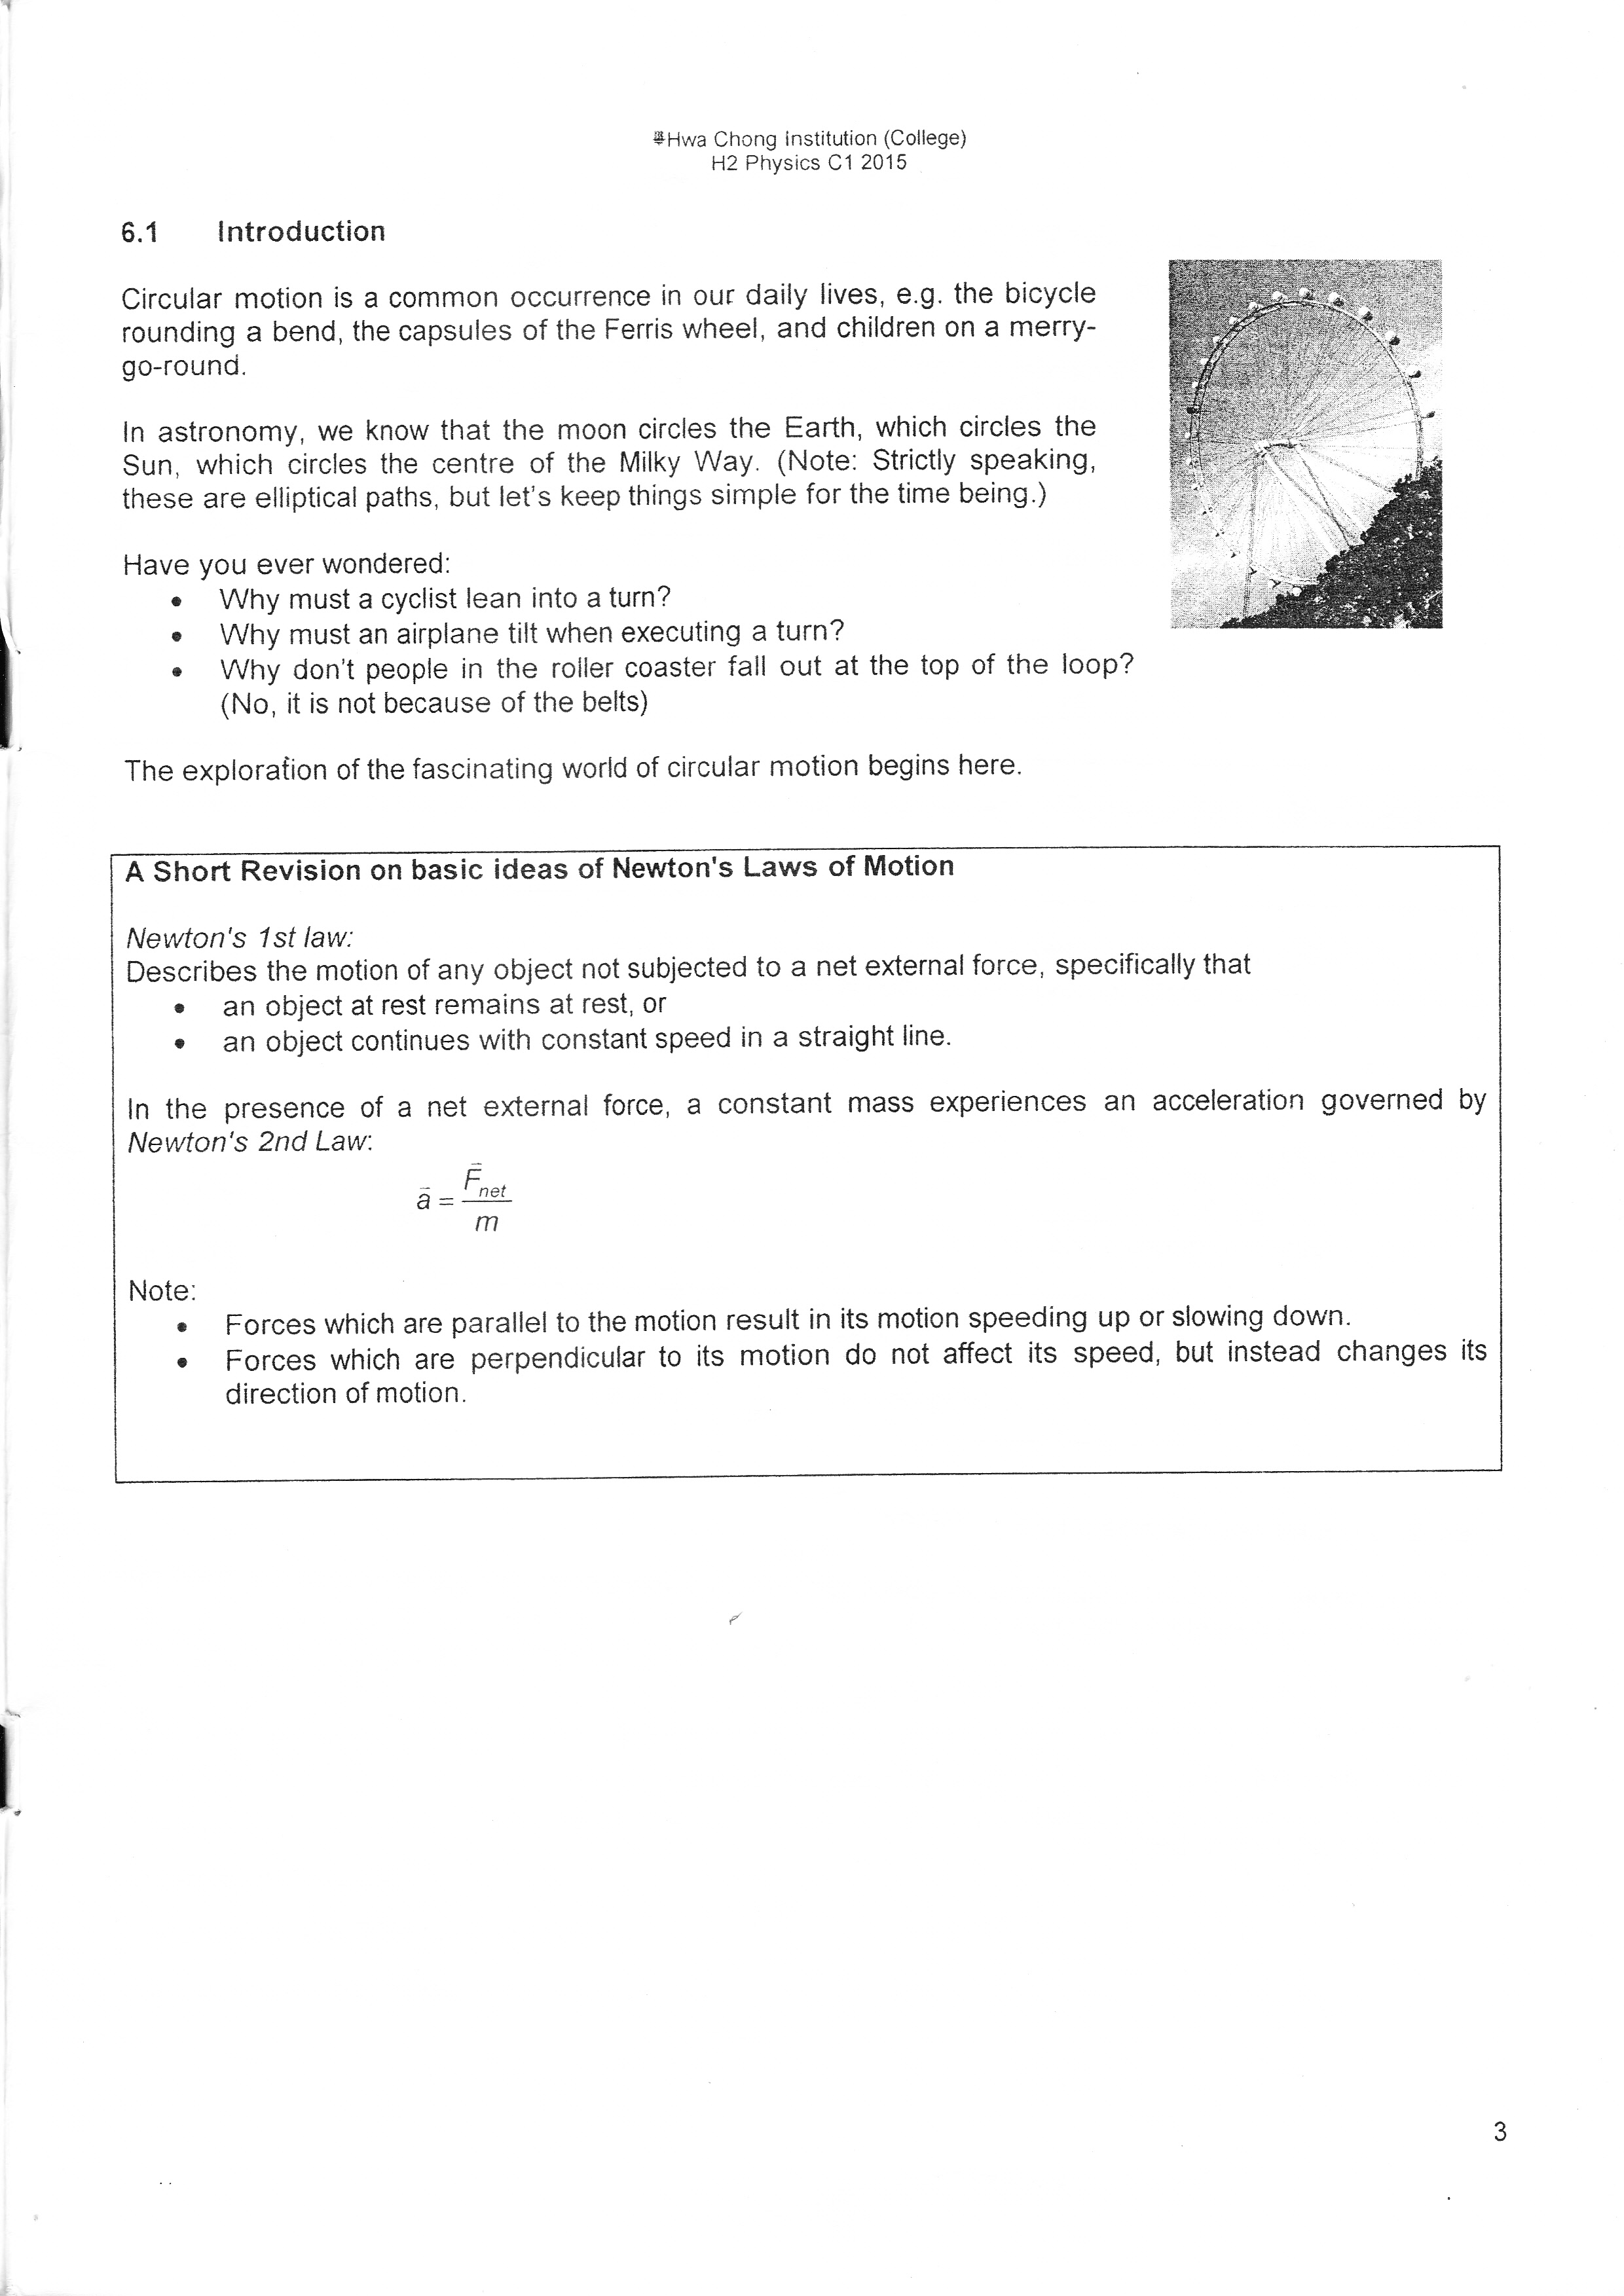 Hwa Chong Institution (College)
H2 Physics C1 2015
6.1 Introduction
Circular motion is a common occurrence in our daily lives, e.g. the bicycle
rounding a bend, the capsules of the Ferris wheel, and children on a merry-
go-round.
In astronomy, we know that the moon circles the Earth, which circles the
Sun, which circles the centre of the Milky Way. (Note: Strictly speaking,
these are elliptical paths, but let's keep things simple for the time being.)
Have you ever wondered:
• Why must a cyclist lean into a turn?
• Why must an airplane tilt when executing a turn?
• Why don't people in the roller coaster fall out at the top of the loop?
(No, it is not because of the belts)
The exploration of the fascinating world of circular motion begins here.
A Short Revision on basic ideas of Newton's Laws of Motion
Newton's 1st law:
Describes the motion of any object not subjected to a net external force, specifically that
• an object at rest remains at rest, or
• an object continues with constant speed in a straight line.
In the presence of a net external force, a constant mass experiences an acceleration governed by
Newton's 2nd Law:
ā = F̄net / m
Note:
• Forces which are parallel to the motion result in its motion speeding up or slowing down.
• Forces which are perpendicular to its motion do not affect its speed, but instead changes its
direction of motion.
3